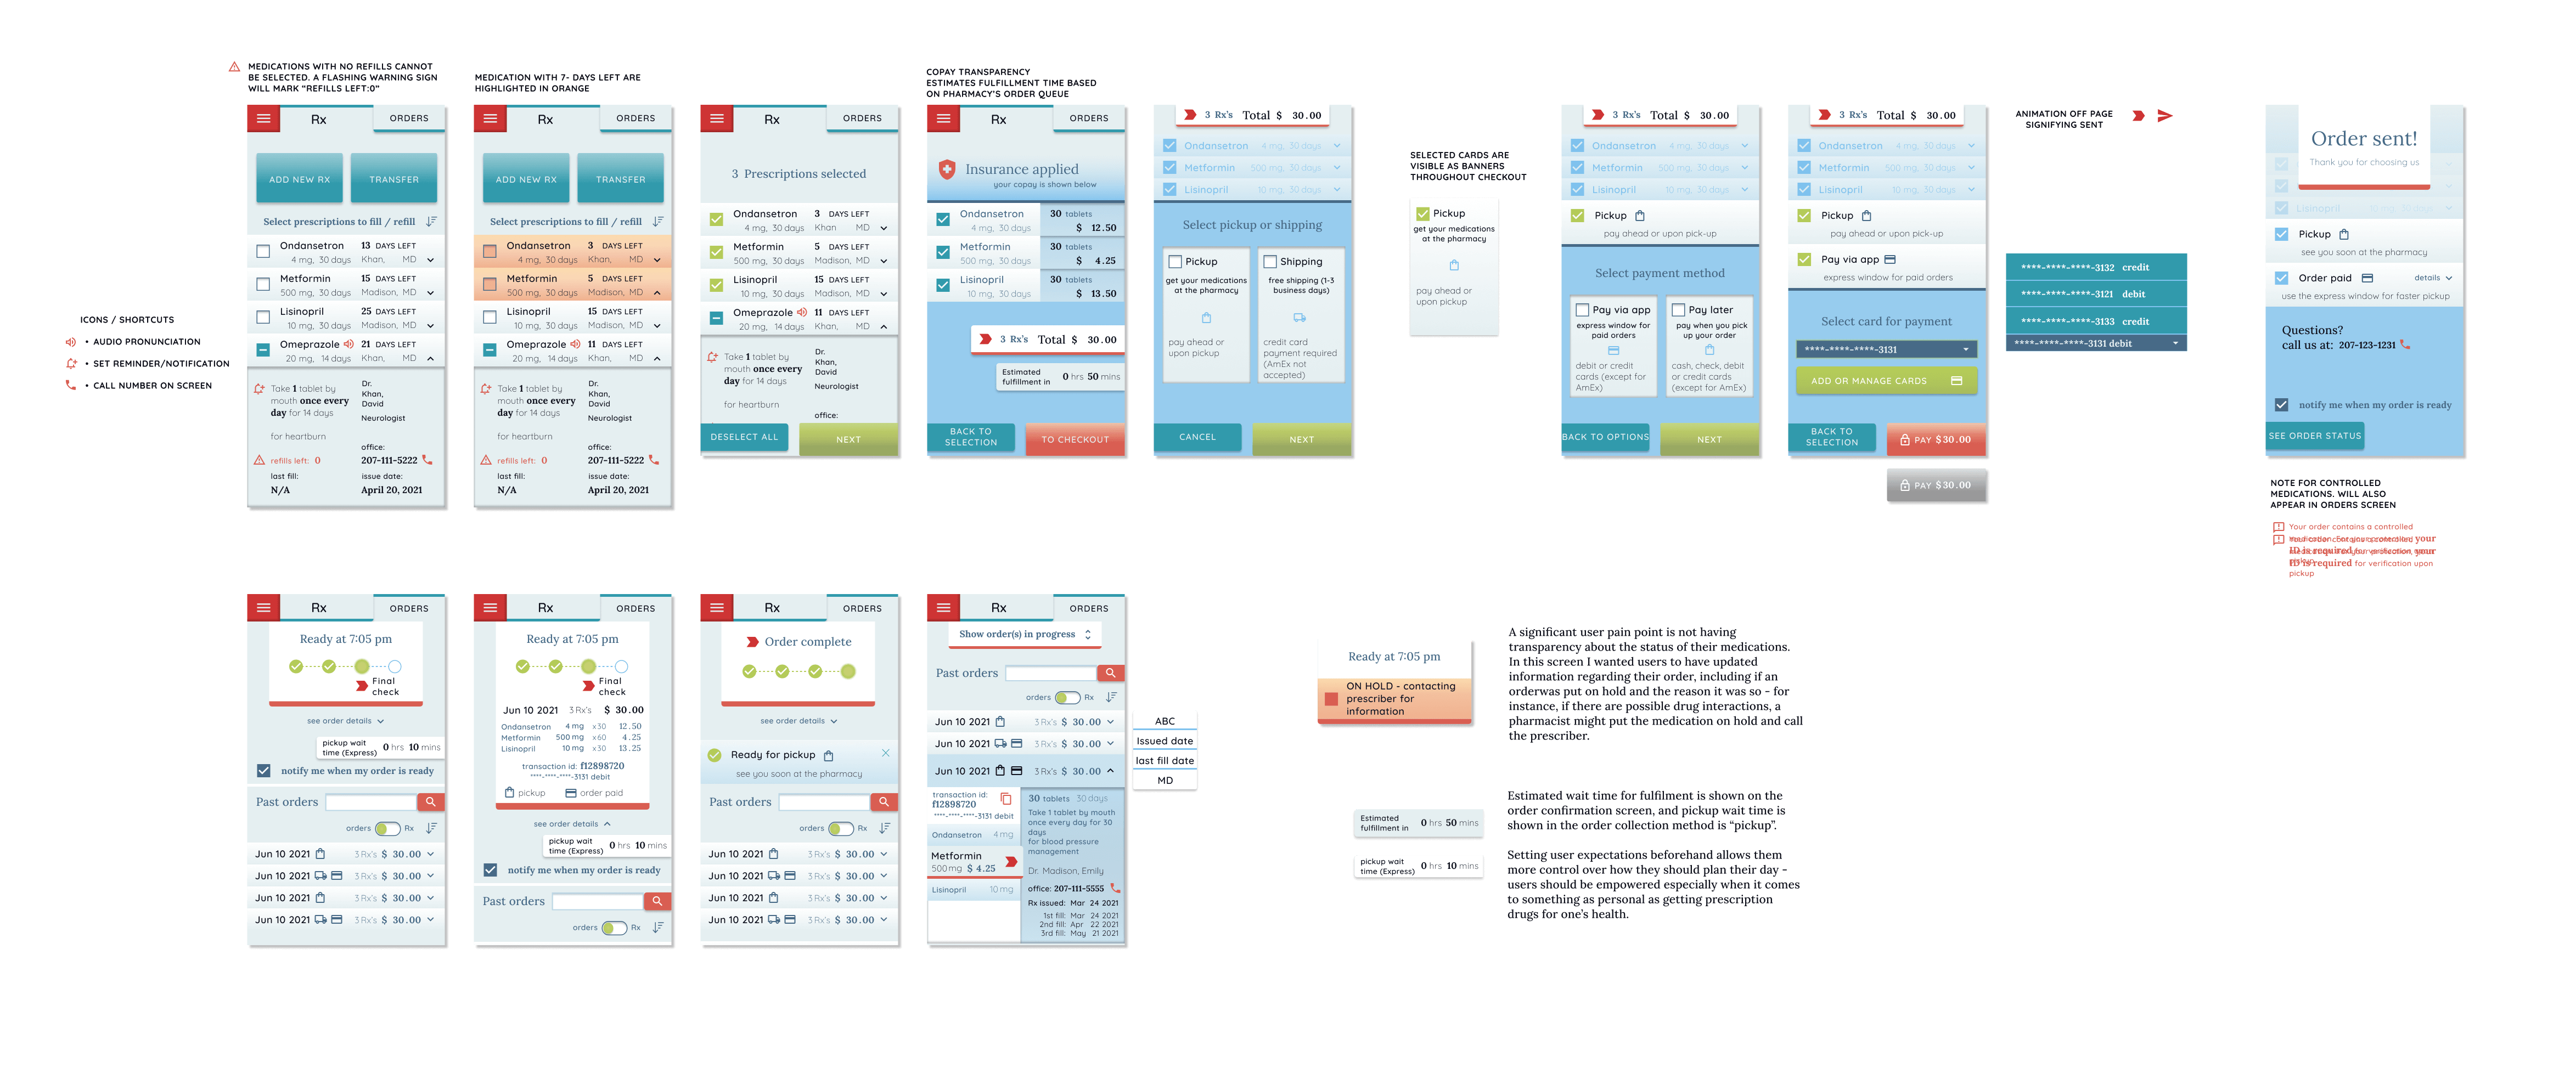 MEDICATIONS WITH NO REFILLS CANNOT
BE SELECTED. A FLASHING WARNING SIGN
WILL MARK "REFILLS LEFT:0"
MEDICATION WITH 7- DAYS LEFT ARE
HIGHLIGHTED IN ORANGE
COPAY TRANSPARENCY
ESTIMATES FULFILLMENT TIME BASED
ON PHARMACY'S ORDER QUEUE
ICONS / SHORTCUTS
• AUDIO PRONUNCIATION
• SET REMINDER/NOTIFICATION
• CALL NUMBER ON SCREEN
Rx ORDERS
ADD NEW RX TRANSFER
Select prescriptions to fill / refill
Ondansetron 13 DAYS LEFT
4 mg, 30 days Khan, MD
Metformin 15 DAYS LEFT
500 mg, 30 days Madison, MD
Lisinopril 25 DAYS LEFT
10 mg, 30 days Madison, MD
Omeprazole 21 DAYS LEFT
20 mg, 14 days Khan, MD
Take 1 tablet by
mouth once every
day for 14 days
for heartburn
refills left: 0
last fill:
N/A
Dr.
Khan,
David
Neurologist
office:
207-111-5222
issue date:
April 20, 2021
Rx ORDERS
ADD NEW RX TRANSFER
Select prescriptions to fill / refill
Ondansetron 3 DAYS LEFT
4 mg, 30 days Khan, MD
Metformin 5 DAYS LEFT
500 mg, 30 days Madison, MD
Lisinopril 15 DAYS LEFT
10 mg, 30 days Madison, MD
Omeprazole 11 DAYS LEFT
20 mg, 14 days Khan, MD
Take 1 tablet by
mouth once every
day for 14 days
for heartburn
refills left: 0
last fill:
N/A
Dr.
Khan,
David
Neurologist
office:
207-111-5222
issue date:
April 20, 2021
Rx ORDERS
3 Prescriptions selected
Ondansetron 3 DAYS LEFT
4 mg, 30 days Khan MD
Metformin 5 DAYS LEFT
500 mg, 30 days Madison, MD
Lisinopril 15 DAYS LEFT
10 mg, 30 days Madison, MD
Omeprazole 11 DAYS LEFT
20 mg, 14 days Khan, MD
Take 1 tablet by
mouth once every
day for 14 days
for heartburn
Dr.
Khan,
David
Neurologist
office:
DESELECT ALL NEXT
Rx ORDERS
Insurance applied
your copay is shown below
Ondansetron 30 tablets
4 mg, 30 days $ 12.50
Metformin 30 tablets
500 mg, 30 days $ 4.25
Lisinopril 30 tablets
10 mg, 30 days $ 13.50
3 Rx's Total $ 30.00
Estimated
fulfillment in 0 hrs 50 mins
BACK TO
SELECTION
TO CHECKOUT
3 Rx's Total $ 30.00
Ondansetron 4 mg, 30 days
Metformin 500 mg, 30 days
Lisinopril 10 mg, 30 days
Select pickup or shipping
Pickup
get your medications
at the pharmacy
pay ahead or
upon pickup
Shipping
free shipping (1-3
business days)
credit card
payment required
(AmEx not
accepted)
CANCEL NEXT
SELECTED CARDS ARE
VISIBLE AS BANNERS
THROUGHOUT CHECKOUT
Pickup
get your medications
at the pharmacy
pay ahead or
upon pickup
3 Rx's Total $ 30.00
Ondansetron 4 mg, 30 days
Metformin 500 mg, 30 days
Lisinopril 10 mg, 30 days
Pickup
pay ahead or upon pick-up
Select payment method
Pay via app
express window for
paid orders
debit or credit
cards (except for
AmEx)
Pay later
pay when you pick
up your order
cash, check, debit
or credit cards
(except for AmEx)
BACK TO OPTIONS NEXT
3 Rx's Total $ 30.00
Ondansetron 4 mg, 30 days
Metformin 500 mg, 30 days
Lisinopril 10 mg, 30 days
Pickup
pay ahead or upon pick-up
Pay via app
express window for paid orders
Select card for payment
****-****-****-3131
ADD OR MANAGE CARDS
BACK TO
SELECTION
PAY $30.00
PAY $30.00
ANIMATION OFF PAGE
SIGNIFYING SENT
****-****-****-3132 credit
****-****-****-3121 debit
****-****-****-3133 credit
****-****-****-3131 debit
Order sent!
Thank you for choosing us
Lisinopril
Pickup
see you soon at the pharmacy
Order paid details
use the express window for faster pickup
Questions?
call us at: 207-123-1231
notify me when my order is ready
SEE ORDER STATUS
NOTE FOR CONTROLLED
MEDICATIONS. WILL ALSO
APPEAR IN ORDERS SCREEN
Your order contains a controlled
your
ID is required
ID is required for verification upon
pickup
Rx ORDERS
Ready at 7:05 pm
Final
check
see order details
pickup wait
time (Express) 0 hrs 10 mins
notify me when my order is ready
Past orders
orders Rx
Jun 10 2021 3 Rx's $ 30.00
Jun 10 2021 3 Rx's $ 30.00
Jun 10 2021 3 Rx's $ 30.00
Jun 10 2021 3 Rx's $ 30.00
Rx ORDERS
Ready at 7:05 pm
Final
check
Jun 10 2021 3 Rx's $ 30.00
Ondansetron 4 mg x30 12.50
Metformin 500 mg x60 4.25
Lisinopril 10 mg x30 13.25
transaction id: f12898720
****-****-****-3131 debit
pickup order paid
see order details
pickup wait
time (Express) 0 hrs 10 mins
notify me when my order is ready
Past orders
orders Rx
Rx ORDERS
Order complete
see order details
Ready for pickup
see you soon at the pharmacy
Past orders
orders Rx
Jun 10 2021 3 Rx's $ 30.00
Jun 10 2021 3 Rx's $ 30.00
Jun 10 2021 3 Rx's $ 30.00
Jun 10 2021 3 Rx's $ 30.00
Rx ORDERS
Show order(s) in progress
Past orders
orders Rx
Jun 10 2021 3 Rx's $ 30.00
Jun 10 2021 3 Rx's $ 30.00
Jun 10 2021 3 Rx's $ 30.00
transaction id:
f12898720
****-****-****-3131 debit
Ondansetron 4 mg
Metformin
500 mg $ 4.25
Lisinopril 10 mg
30 tablets 30 days
Take 1 tablet by mouth
once every day for 30
days
for blood pressure
management
Dr. Madison, Emily
office: 207-111-5555
Rx issued: Mar 24 2021
1st fill: Mar 24 2021
2nd fill: Apr 22 2021
3rd fill: May 21 2021
ABC
Issued date
last fill date
MD
Ready at 7:05 pm
ON HOLD - contacting
prescriber for
information
A significant user pain point is not having
transparency about the status of their medications.
In this screen I wanted users to have updated
information regarding their order, including if an
orderwas put on hold and the reason it was so - for
instance, if there are possible drug interactions, a
pharmacist might put the medication on hold and call
the prescriber.
Estimated
fulfillment in 0 hrs 50 mins
pickup wait
time (Express) 0 hrs 10 mins
Estimated wait time for fulfilment is shown on the
order confirmation screen, and pickup wait time is
shown in the order collection method is "pickup".
Setting user expectations beforehand allows them
more control over how they should plan their day -
users should be empowered especially when it comes
to something as personal as getting prescription
drugs for one's health.